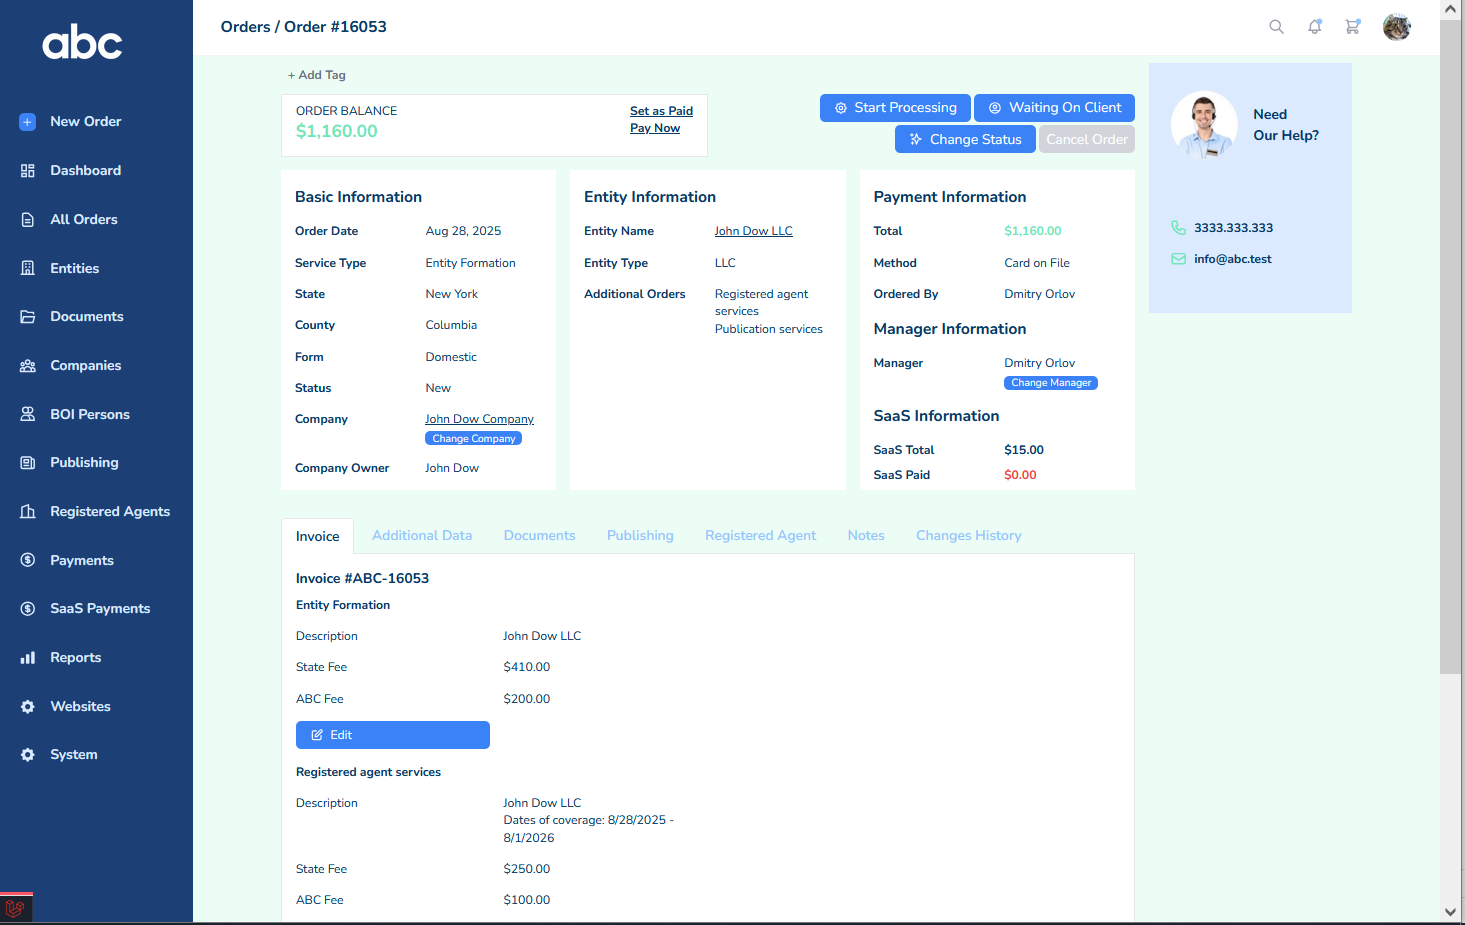 abc
New Order
Dashboard
All Orders
Entities
Documents
Companies
BOI Persons
Publishing
Registered Agents
Payments
SaaS Payments
Reports
Websites
System
Orders / Order #16053
+ Add Tag
ORDER BALANCE
$1,160.00
Set as Paid
Pay Now
Start Processing
Waiting On Client
Change Status
Cancel Order
Basic Information
Order Date Aug 28, 2025
Service Type Entity Formation
State New York
County Columbia
Form Domestic
Status New
Company John Dow Company
Change Company
Company Owner John Dow
Entity Information
Entity Name John Dow LLC
Entity Type LLC
Additional Orders Registered agent
services
Publication services
Payment Information
Total $1,160.00
Method Card on File
Ordered By Dmitry Orlov
Manager Information
Manager Dmitry Orlov
Change Manager
SaaS Information
SaaS Total $15.00
SaaS Paid $0.00
Need
Our Help?
3333.333.333
info@abc.test
Invoice Additional Data Documents Publishing Registered Agent Notes Changes History
Invoice #ABC-16053
Entity Formation
Description John Dow LLC
State Fee $410.00
ABC Fee $200.00
Edit
Registered agent services
Description John Dow LLC
Dates of coverage: 8/28/2025 -
8/1/2026
State Fee $250.00
ABC Fee $100.00